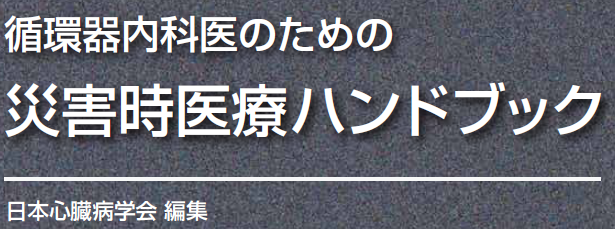 循環器内科医のための
災害時医療ハンドブック
日本心臓病学会 編集